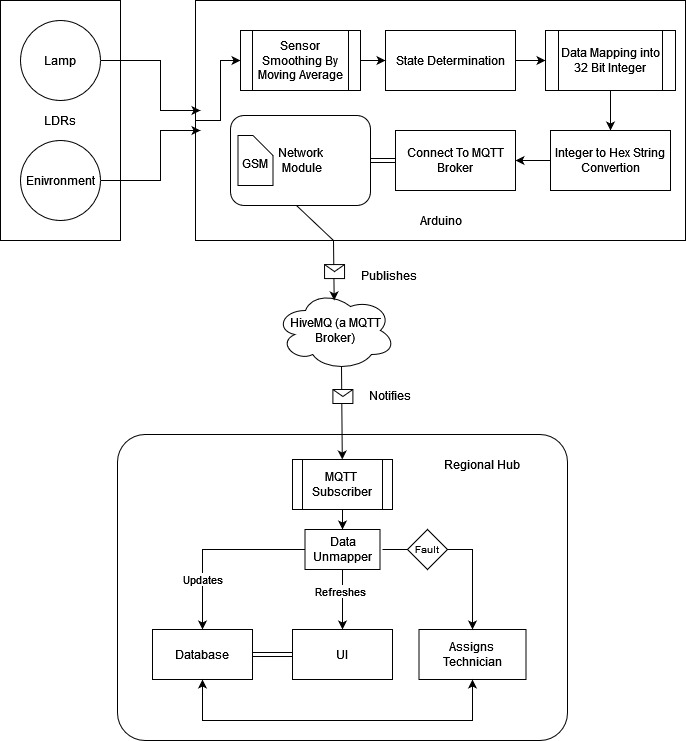 Lamp
LDRs
Enivronment
Sensor
Smoothing By
Moving Average
State Determination
Data Mapping into
32 Bit Integer
GSM
Network
Module
Connect To MQTT
Broker
Integer to Hex String
Convertion
Arduino
Publishes
HiveMQ (a MQTT
Broker)
Notifies
Regional Hub
MQTT
Subscriber
Data
Unmapper
Fault
Updates
Refreshes
Database
UI
Assigns
Technician